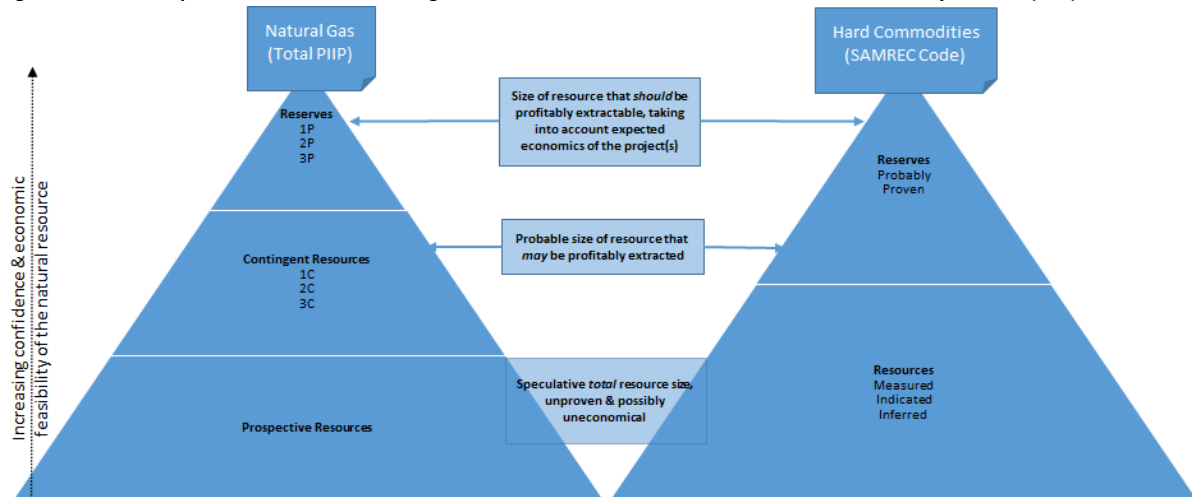 Natural Gas
(Total PIIP)
Hard Commodities
(SAMREC Code)
Increasing confidence & economic
feasibility of the natural resource
Reserves
1P
2P
3P
Size of resource that should be
profitably extractable, taking
into account expected
economics of the project(s)
Reserves
Probably
Proven
Contingent Resources
1C
2C
3C
Probable size of resource that
may be profitably extracted
Prospective Resources
Speculative total resource size,
unproven & possibly
uneconomical
Resources
Measured
Indicated
Inferred